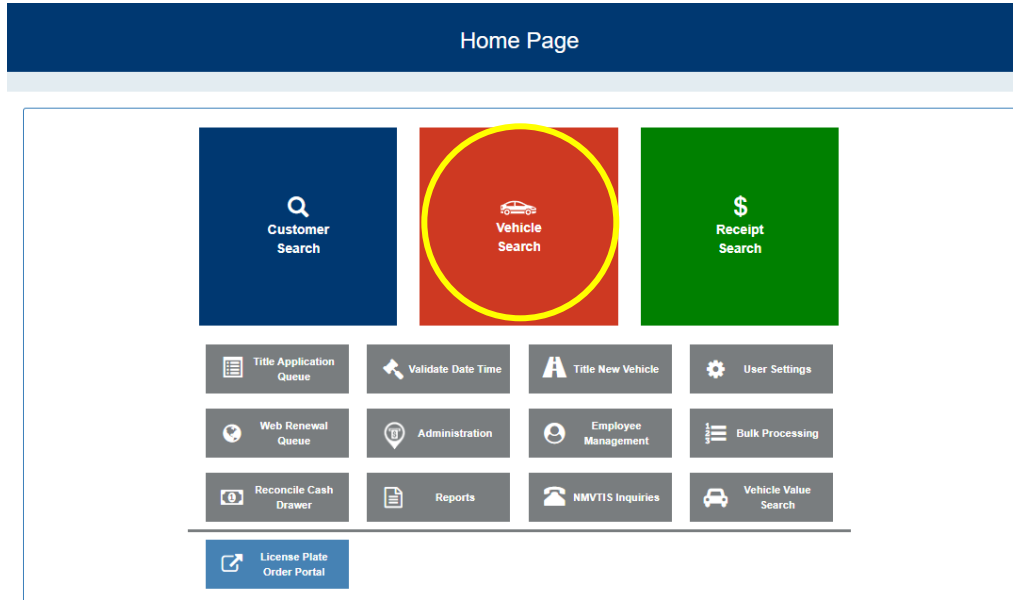 Home Page
Customer
Search
Vehicle
Search
$
Receipt
Search
Title Application
Queue
Validate Date Time
Title New Vehicle
User Settings
Web Renewal
Queue
Administration
Employee
Management
Bulk Processing
Reconcile Cash
Drawer
Reports
NMVTIS Inquiries
Vehicle Value
Search
License Plate
Order Portal